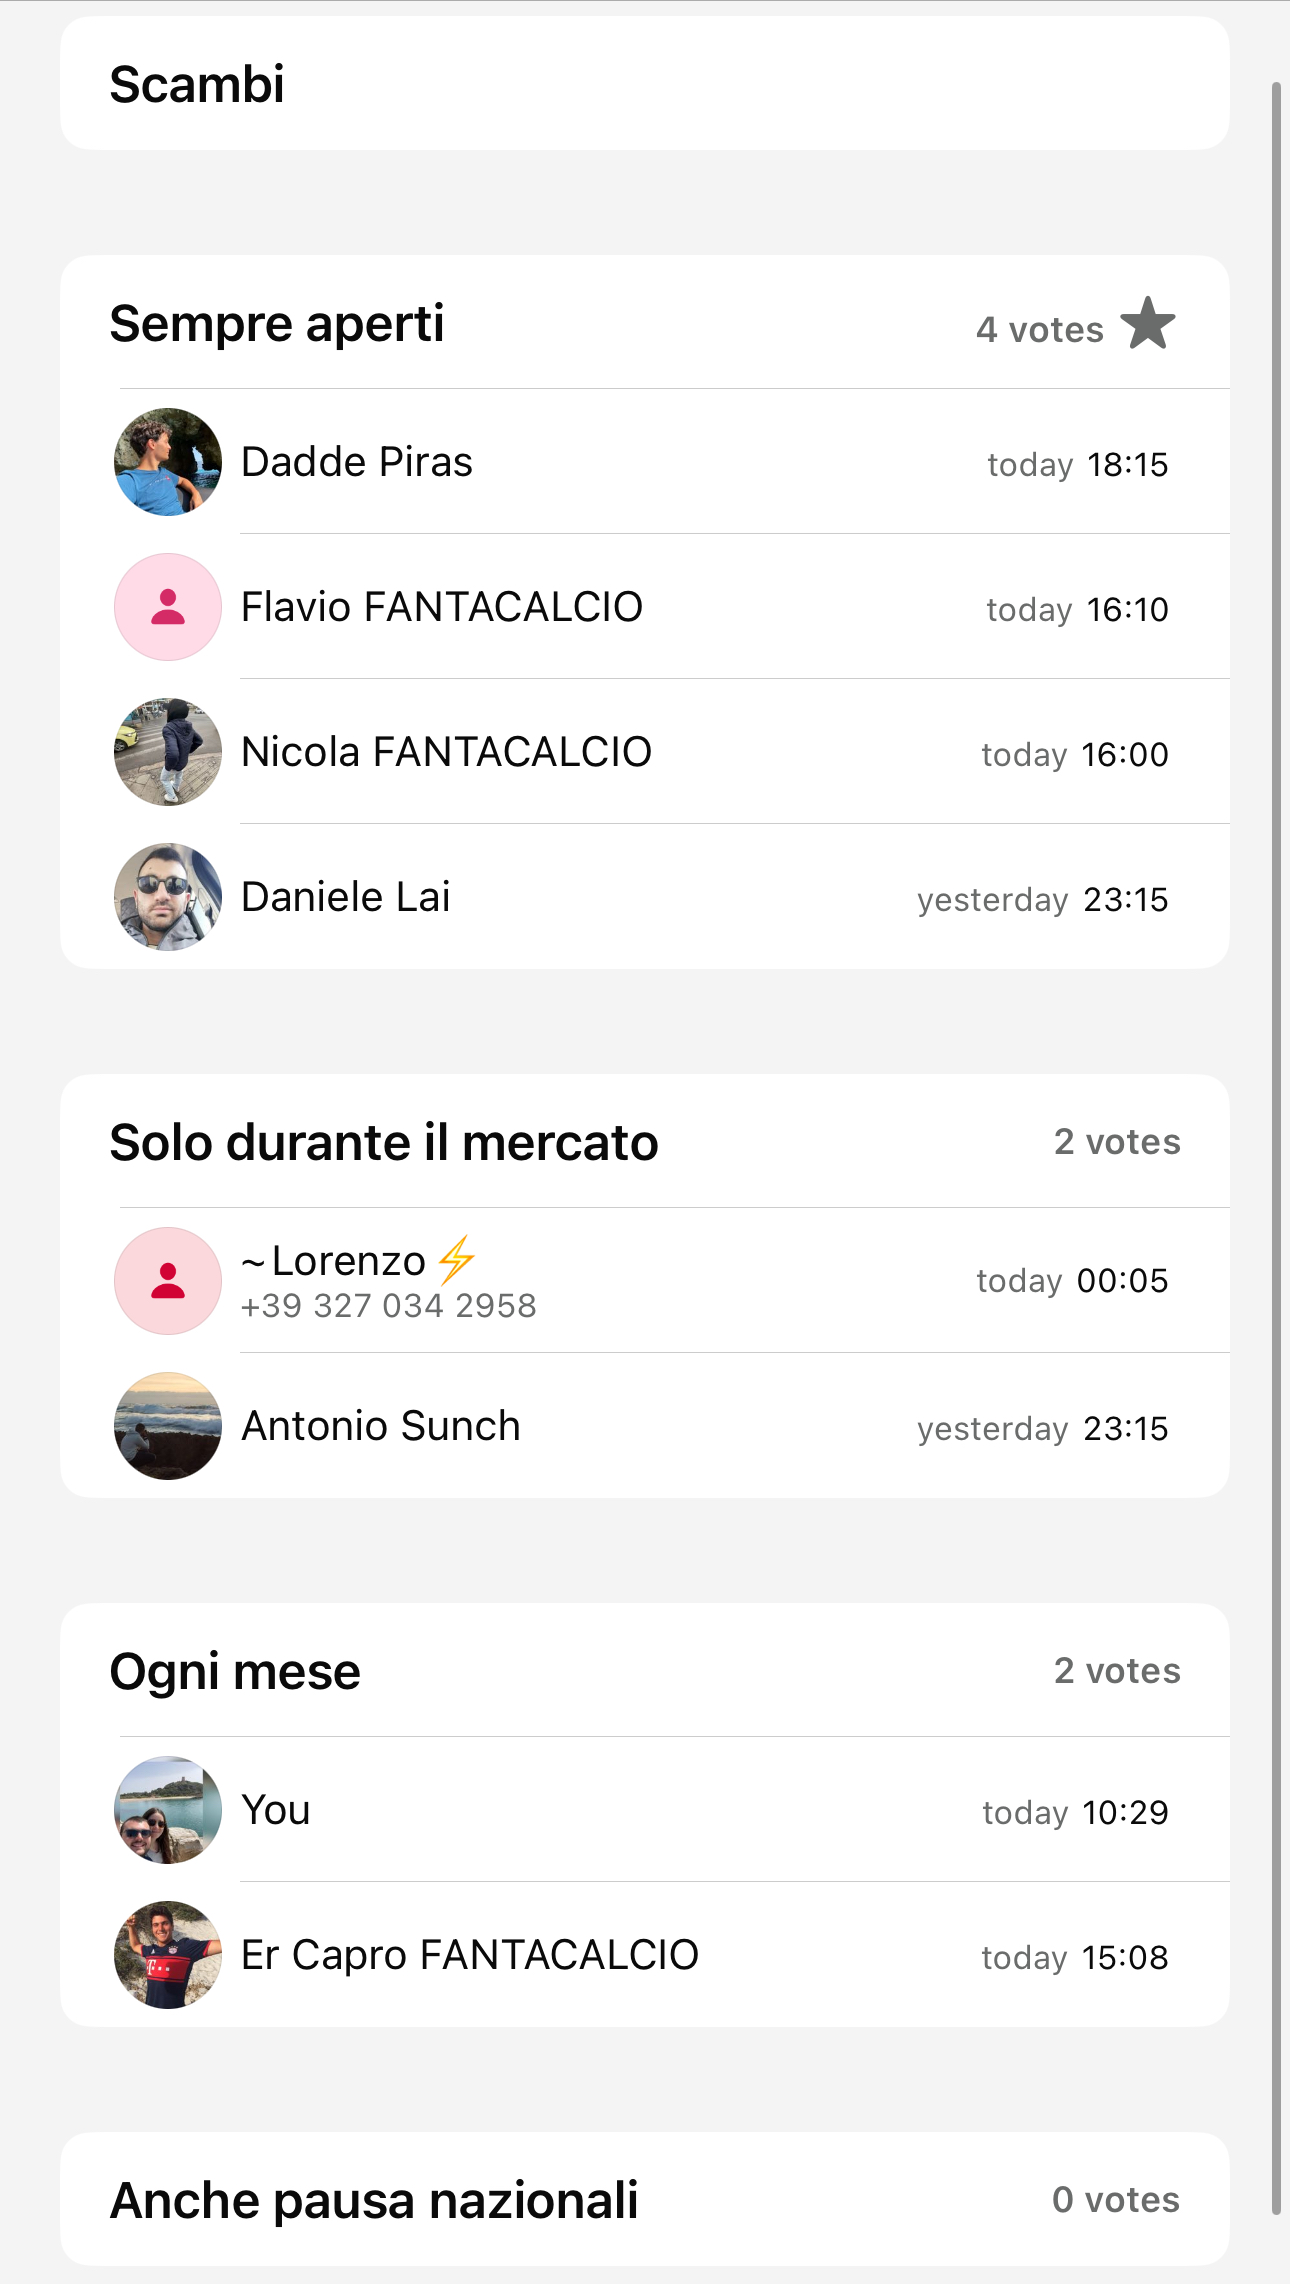 Scambi
Sempre aperti 4 votes
Dadde Piras today 18:15
Flavio FANTACALCIO today 16:10
Nicola FANTACALCIO today 16:00
Daniele Lai yesterday 23:15
Solo durante il mercato 2 votes
~Lorenzo⚡ today 00:05
+39 327 034 2958
Antonio Sunch yesterday 23:15
Ogni mese 2 votes
You today 10:29
Er Capro FANTACALCIO today 15:08
Anche pausa nazionali 0 votes